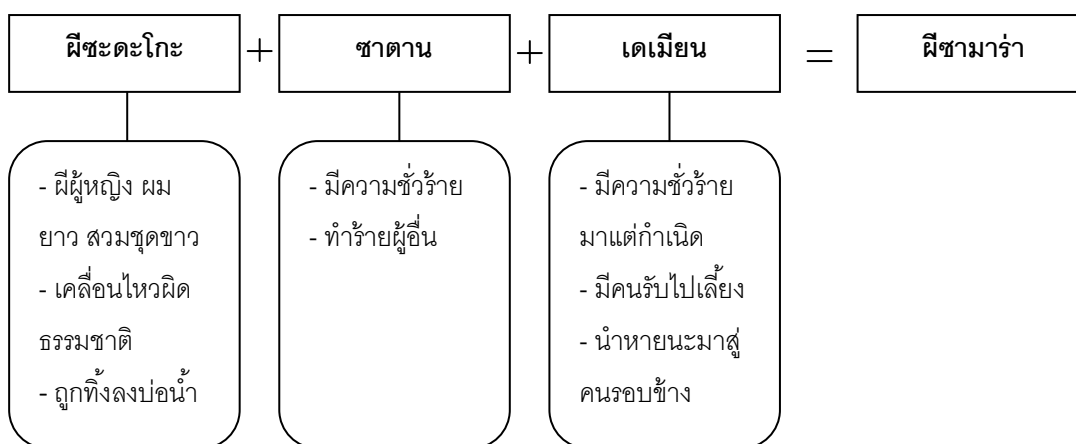 ผีซะดะโกะ + ซาตาน + เดเมียน = ผีซามาร่า
- ผีผู้หญิง ผม
ยาว สวมชุดขาว
- เคลื่อนไหวผิด
ธรรมชาติ
- ถูกทิ้งลงบ่อน้ำ
- มีความชั่วร้าย
- ทำร้ายผู้อื่น
- มีความชั่วร้าย
มาแต่กำเนิด
- มีคนรับไปเลี้ยง
- นำหายนะมาสู่
คนรอบข้าง